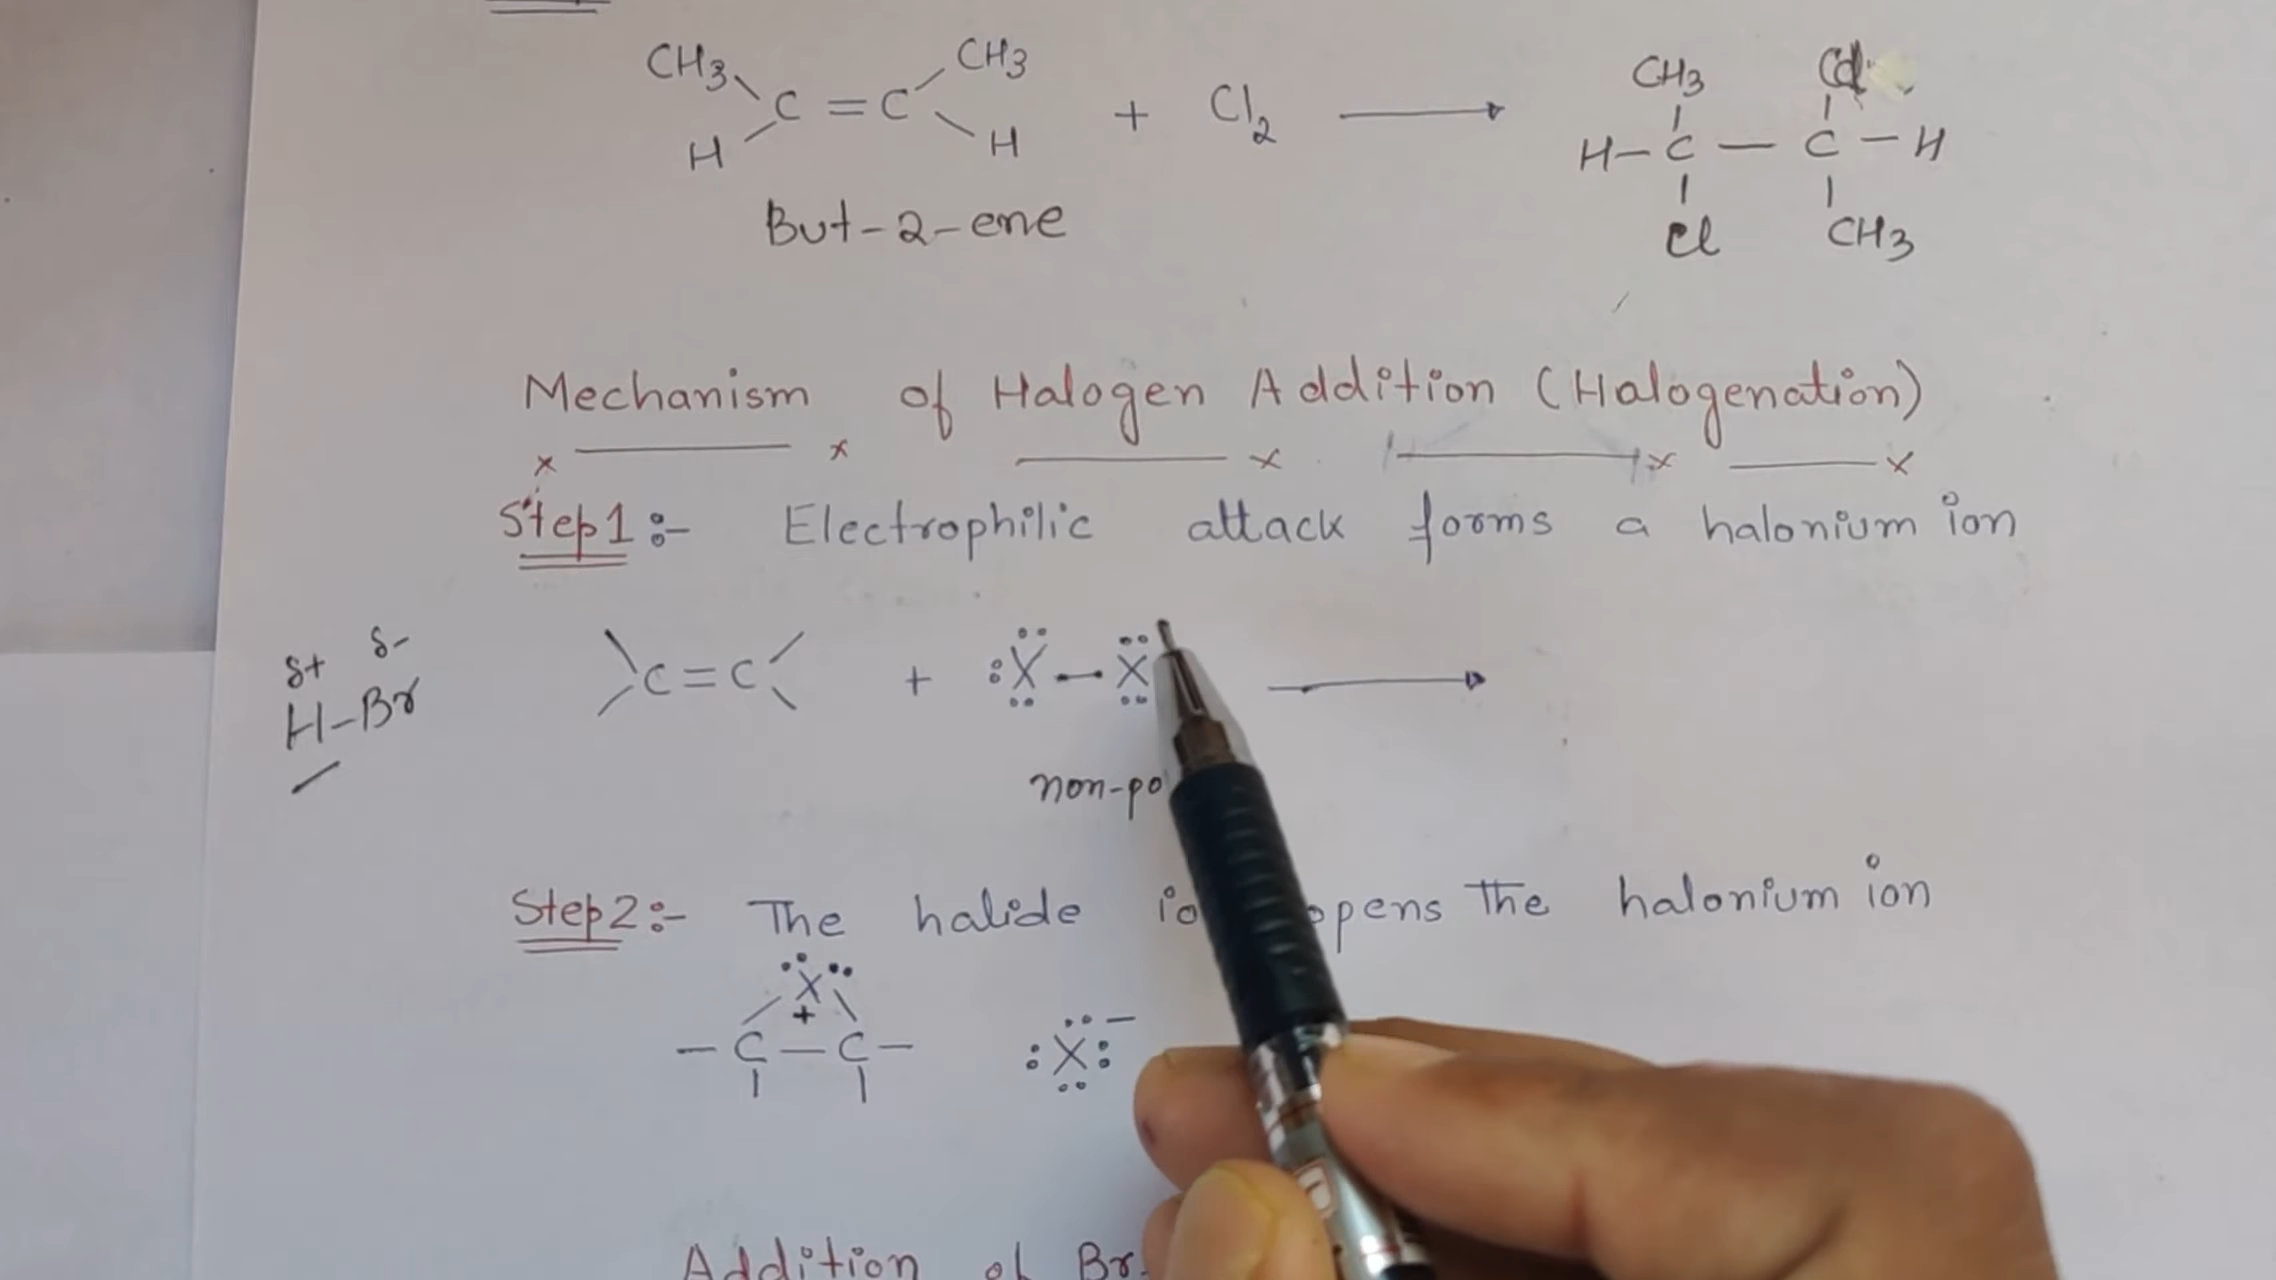 CH3 CH3 CH3 Cl
C = C + Cl2 → H-C-C-H
H H
Cl CH3
But-2-ene
Mechanism of Halogen Addition (Halogenation)
x x x x x
Step1:- Electrophilic attack forms a halonium ion
δ+ δ-
H-Br
C=C + :X-X →
non-po
Step2:- The halide opens The halonium ion
X
+
-C-C- :X:-
Addition of Br